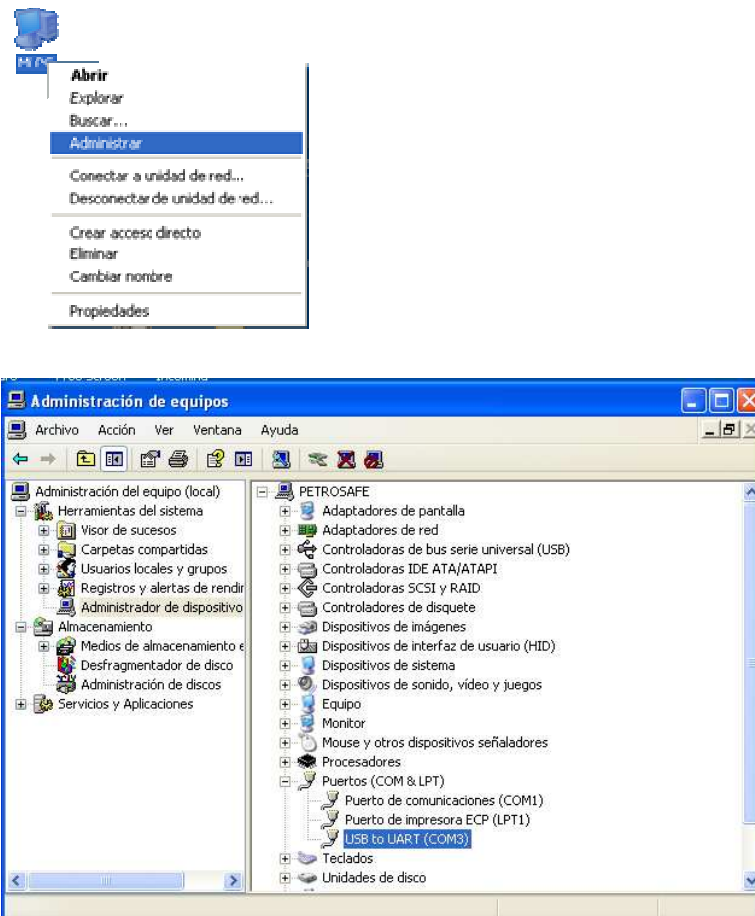 Mi PC
Abrir
Explorar
Buscar...
Administrar
Conectar a unidad de red...
Desconectar de unidad de red...
Crear acceso directo
Eliminar
Cambiar nombre
Propiedades
Administración de equipos
Archivo Acción Ver Ventana Ayuda
Administración del equipo (local)
Herramientas del sistema
Visor de sucesos
Carpetas compartidas
Usuarios locales y grupos
Registros y alertas de rendir
Administrador de dispositivo
Almacenamiento
Medios de almacenamiento e
Desfragmentador de disco
Administración de discos
Servicios y Aplicaciones
PETROSAFE
Adaptadores de pantalla
Adaptadores de red
Controladoras de bus serie universal (USB)
Controladoras IDE ATA/ATAPI
Controladoras SCSI y RAID
Controladores de disquete
Dispositivos de imágenes
Dispositivos de interfaz de usuario (HID)
Dispositivos de sistema
Dispositivos de sonido, vídeo y juegos
Equipo
Monitor
Mouse y otros dispositivos señaladores
Procesadores
Puertos (COM & LPT)
Puerto de comunicaciones (COM1)
Puerto de impresora ECP (LPT1)
USB to UART (COM3)
Teclados
Unidades de disco